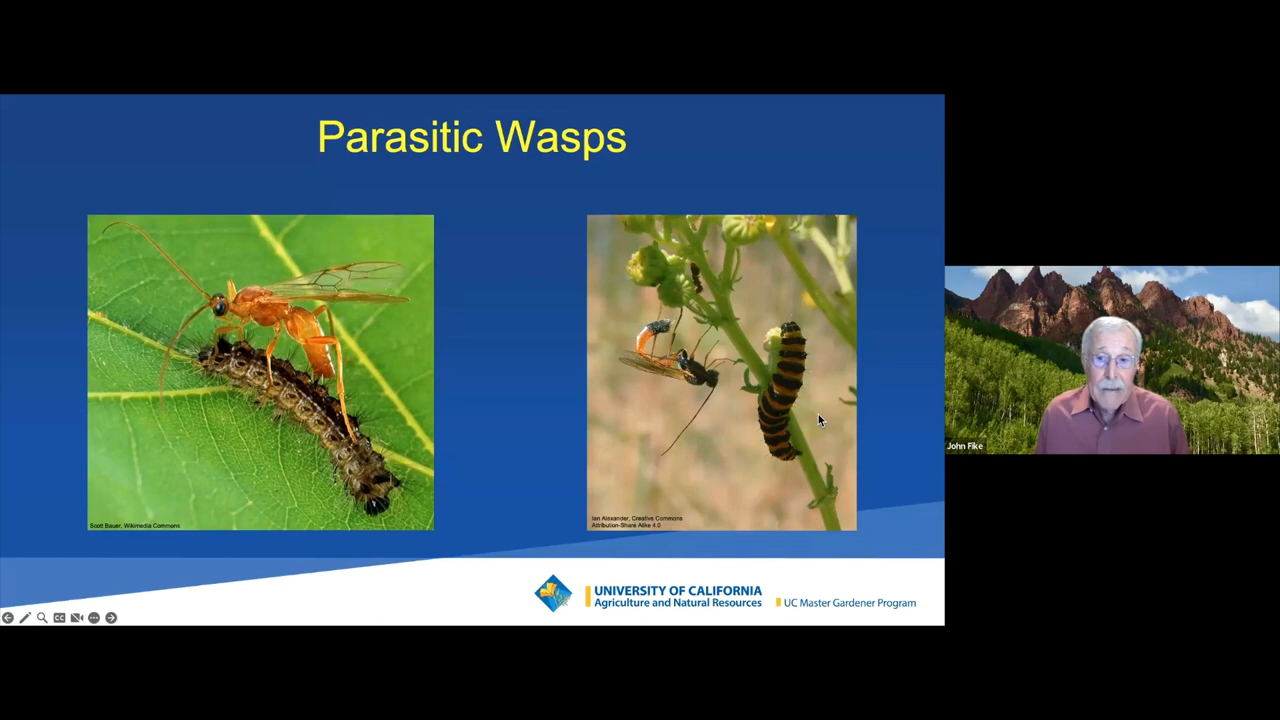 Parasitic Wasps
Scott Bauer, Wikimedia Commons
Ian Alexander, Creative Commons
Attribution-Share Alike 4.0
John Fike
UNIVERSITY OF CALIFORNIA
Agriculture and Natural Resources
UC Master Gardener Program
CC